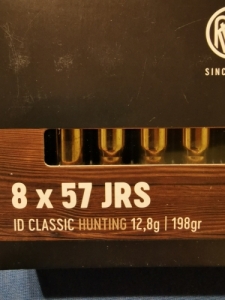 SINC
8 x 57 JRS
ID CLASSIC HUNTING 12,8g | 198gr